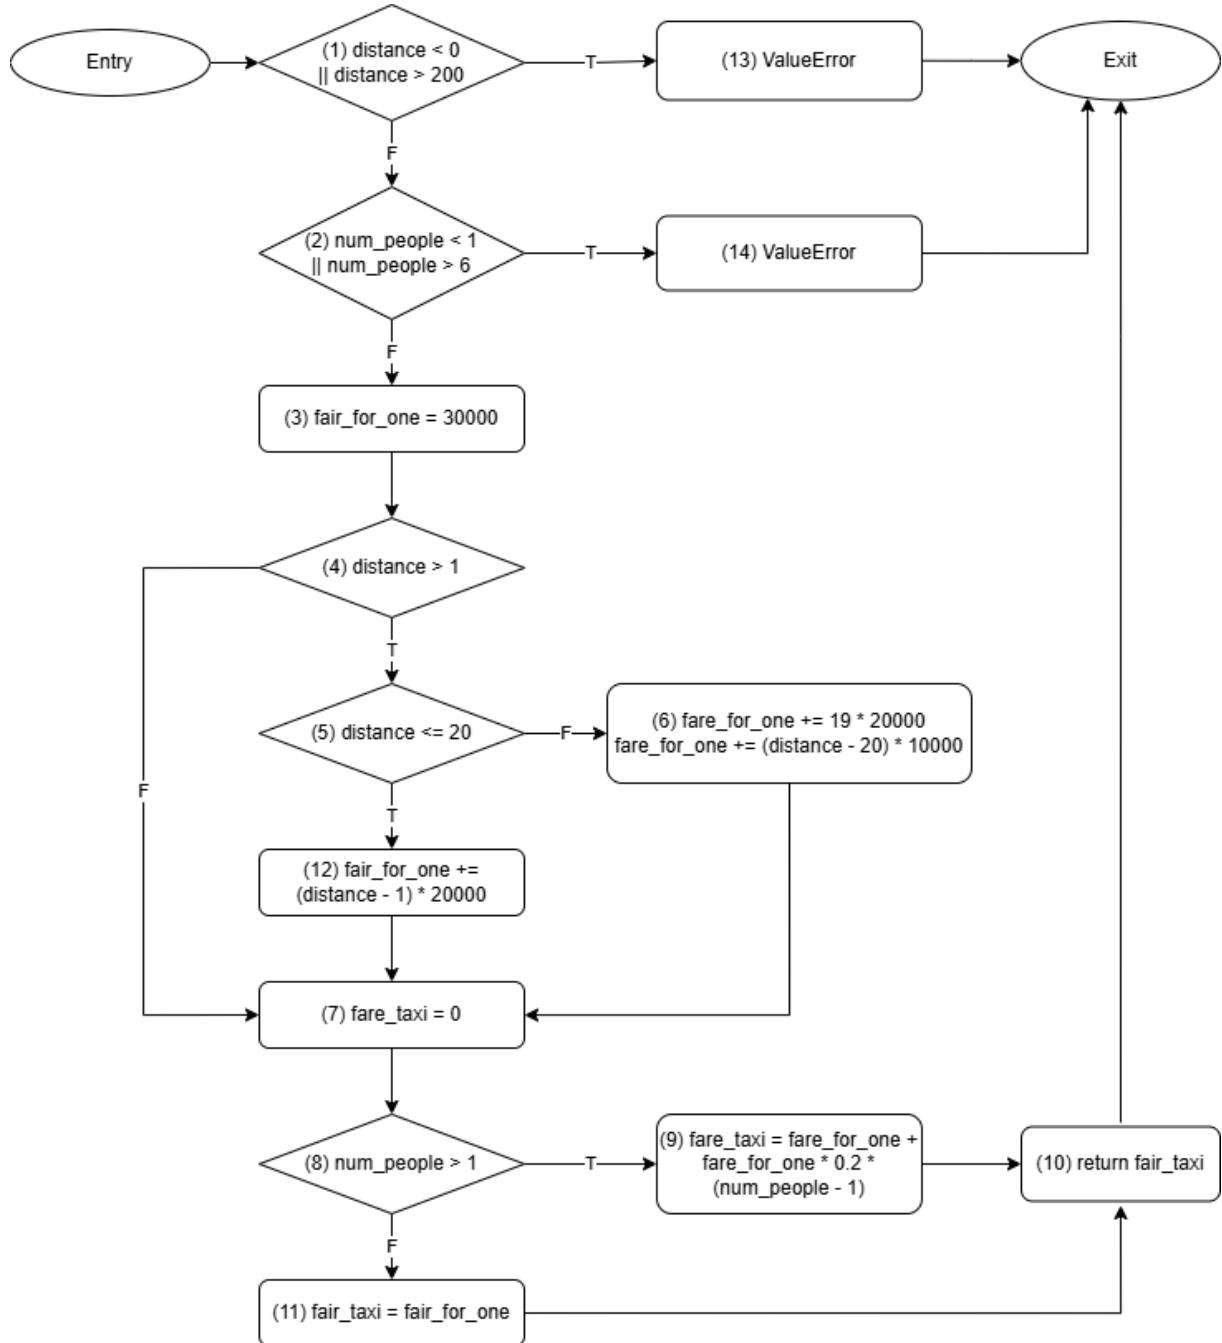 Entry
(1) distance < 0
|| distance > 200
T
(13) ValueError
Exit
F
(2) num_people < 1
|| num_people > 6
T
(14) ValueError
F
(3) fair_for_one = 30000
(4) distance > 1
T
(5) distance <= 20
F
(6) fare_for_one += 19 * 20000
fare_for_one += (distance - 20) * 10000
F
T
(12) fair_for_one +=
(distance - 1) * 20000
(7) fare_taxi = 0
(8) num_people > 1
T
(9) fare_taxi = fare_for_one +
fare_for_one * 0.2 *
(num_people - 1)
(10) return fair_taxi
F
(11) fair_taxi = fair_for_one